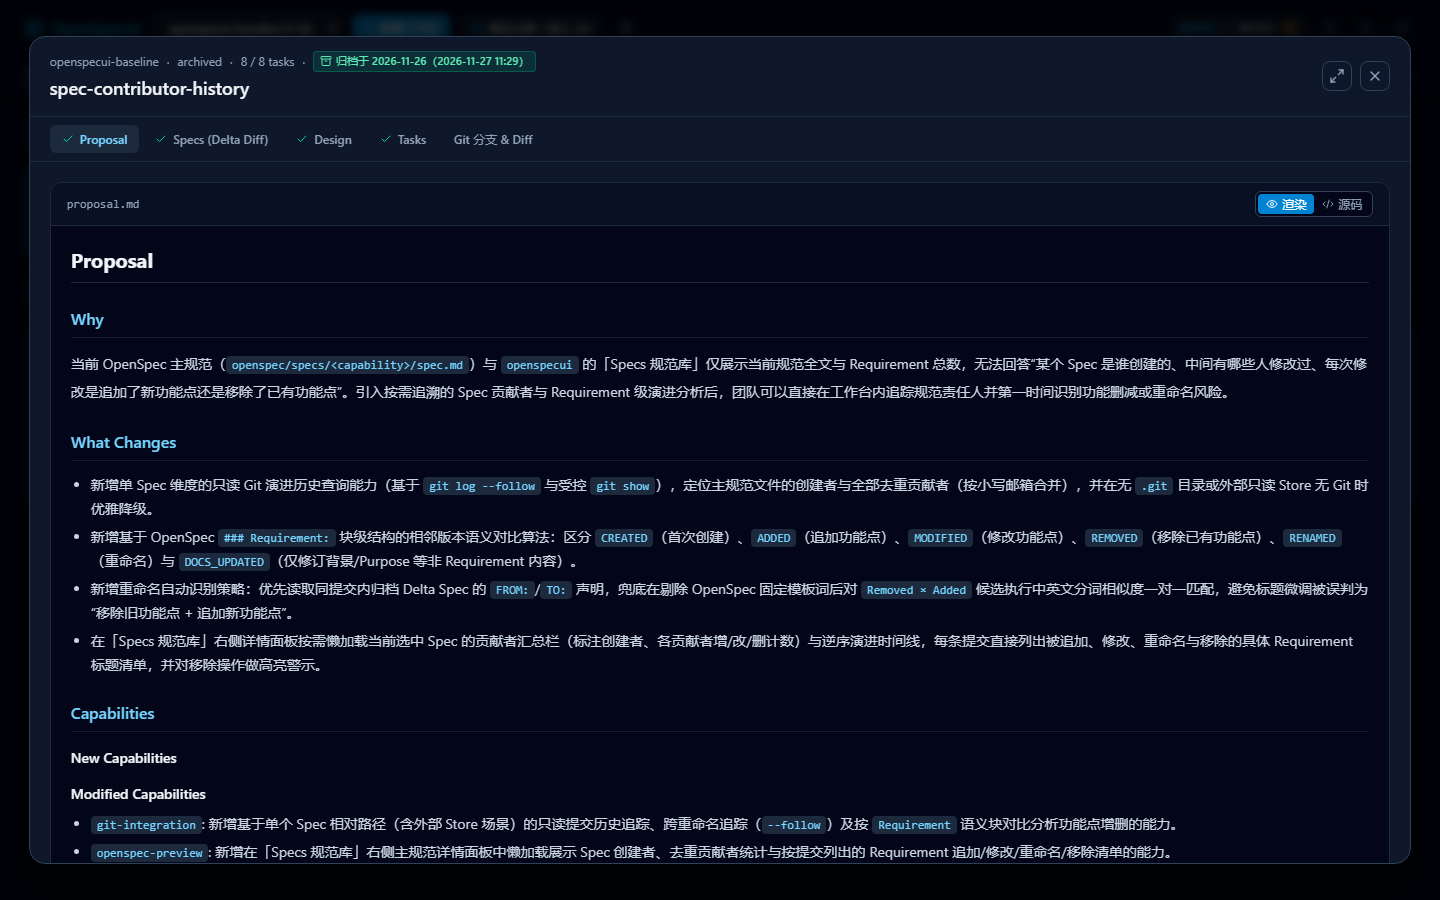 openspecui-baseline · archived · 8 / 8 tasks · 归档于 2026-11-26（2026-11-27 11:29）
spec-contributor-history
Proposal Specs (Delta Diff) Design Tasks Git 分支 & Diff
proposal.md 渲染 源码
Proposal
Why
当前 OpenSpec 主规范（openspec/specs/<capability>/spec.md）与 openspecui 的「Specs 规范库」仅展示当前规范全文与 Requirement 总数，无法回答“某个 Spec 是谁创建的、中间有哪些人修改过、每次修
改是追加了新功能点还是移除了已有功能点”。引入按需追溯的 Spec 贡献者与 Requirement 级演进分析后，团队可以直接在工作台内追踪规范责任人并第一时间识别功能删减或重命名风险。
What Changes
• 新增单 Spec 维度的只读 Git 演进历史查询能力（基于 git log --follow 与受控 git show），定位主规范文件的创建者与全部去重贡献者（按小写邮箱合并），并在无 .git 目录或外部只读 Store 无 Git 时
优雅降级。
• 新增基于 OpenSpec ### Requirement: 块级结构的相邻版本语义对比算法：区分 CREATED（首次创建）、ADDED（追加功能点）、MODIFIED（修改功能点）、REMOVED（移除已有功能点）、RENAMED
（重命名）与 DOCS_UPDATED（仅修订背景/Purpose 等非 Requirement 内容）。
• 新增重命名自动识别策略：优先读取同提交内归档 Delta Spec 的 FROM: / TO: 声明，兜底在剔除 OpenSpec 固定模板词后对 Removed × Added 候选执行中英文分词相似度一对一匹配，避免标题微调被误判为
“移除旧功能点 + 追加新功能点”。
• 在「Specs 规范库」右侧详情面板按需懒加载当前选中 Spec 的贡献者汇总栏（标注创建者、各贡献者增/改/删计数）与逆序演进时间线，每条提交直接列出被追加、修改、重命名与移除的具体 Requirement
标题清单，并对移除操作做高亮警示。
Capabilities
New Capabilities
Modified Capabilities
• git-integration: 新增基于单个 Spec 相对路径（含外部 Store 场景）的只读提交历史追踪、跨重命名追踪（--follow）及按 Requirement 语义块对比分析功能点增删的能力。
• openspec-preview: 新增在「Specs 规范库」右侧主规范详情面板中懒加载展示 Spec 创建者、去重贡献者统计与按提交列出的 Requirement 追加/修改/重命名/移除清单的能力。